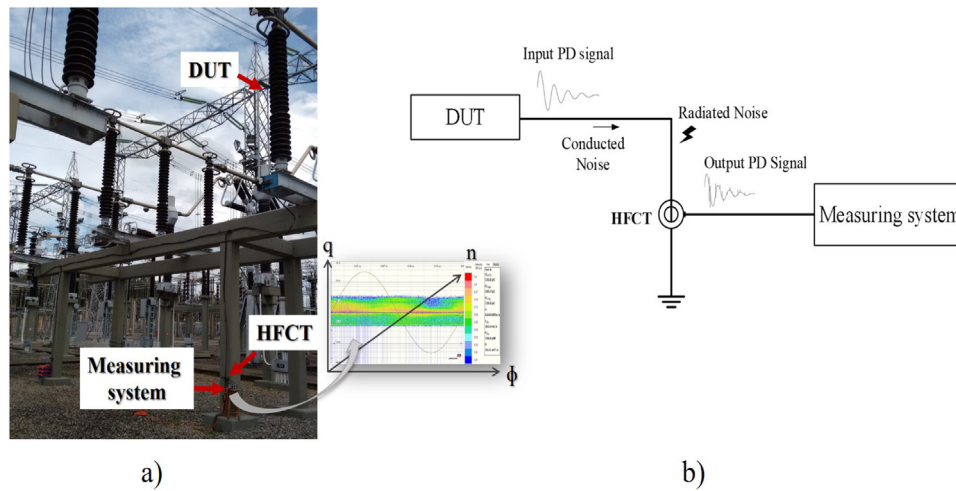 DUT
HFCT
Measuring
system
q
n
ϕ
a)
Input PD signal
DUT
Radiated Noise
Conducted
Noise
Output PD Signal
HFCT
Measuring system
b)